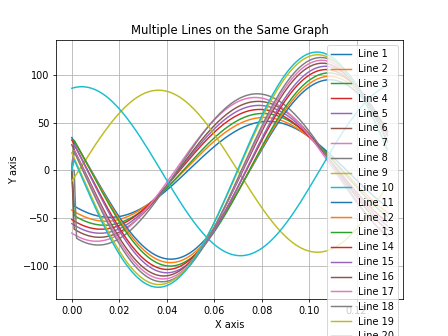 Multiple Lines on the Same Graph
Y axis
100
50
0
−50
−100
0.00
0.02
0.04
0.06
0.08
0.10
X axis
Line 1
Line 2
Line 3
Line 4
Line 5
Line 6
Line 7
Line 8
Line 9
Line 10
Line 11
Line 12
Line 13
Line 14
Line 15
Line 16
Line 17
Line 18
Line 19
Line 20